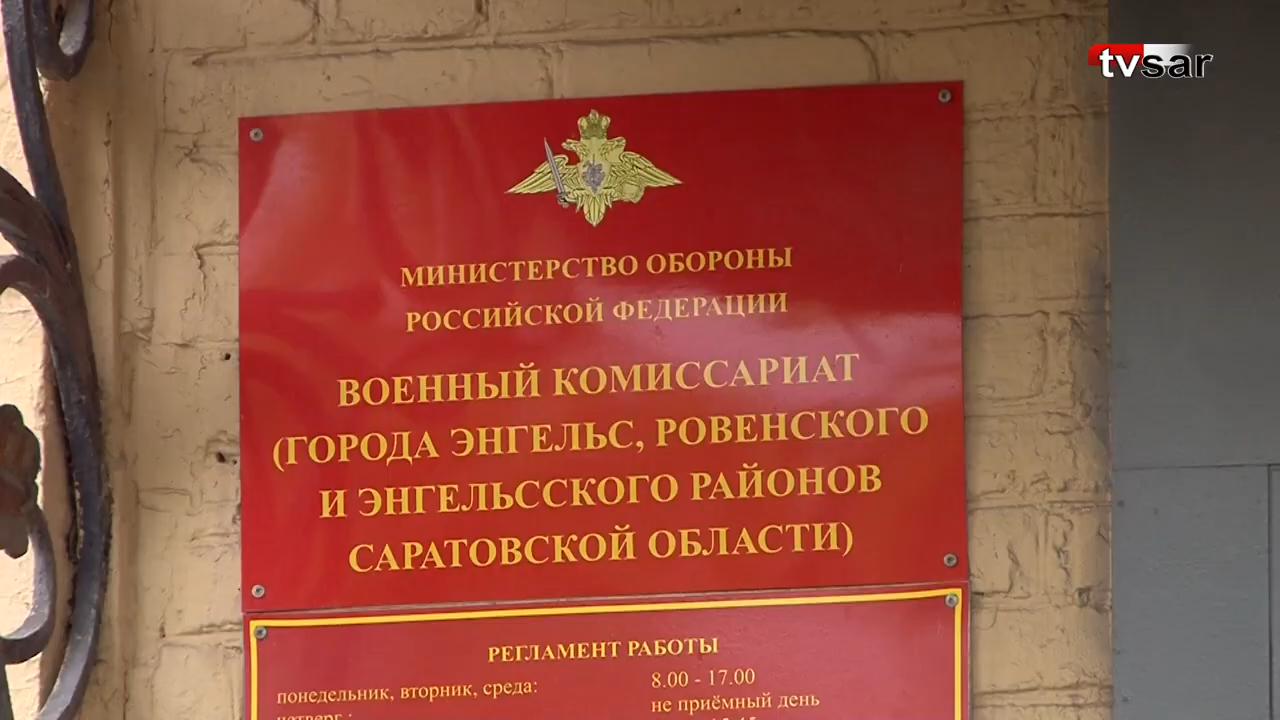 tvsar
МИНИСТЕРСТВО ОБОРОНЫ
РОССИЙСКОЙ ФЕДЕРАЦИИ
ВОЕННЫЙ КОМИССАРИАТ
(ГОРОДА ЭНГЕЛЬС, РОВЕНСКОГО
И ЭНГЕЛЬССКОГО РАЙОНОВ
САРАТОВСКОЙ ОБЛАСТИ)
РЕГЛАМЕНТ РАБОТЫ
понедельник, вторник, среда: 8.00 - 17.00
четверг : не приёмный день